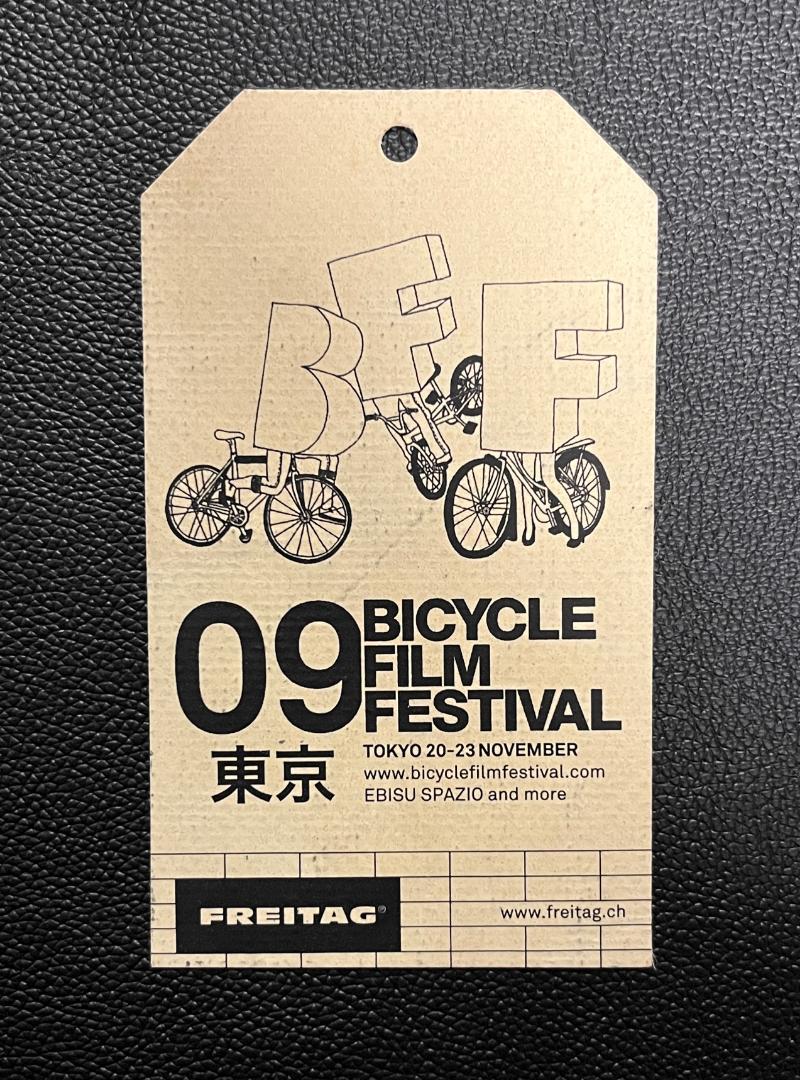 BFF
09 BICYCLE
FILM
FESTIVAL
東京
TOKYO 20-23 NOVEMBER
www.bicyclefilmfestival.com
EBISU SPAZIO and more
FREITAG®
www.freitag.ch